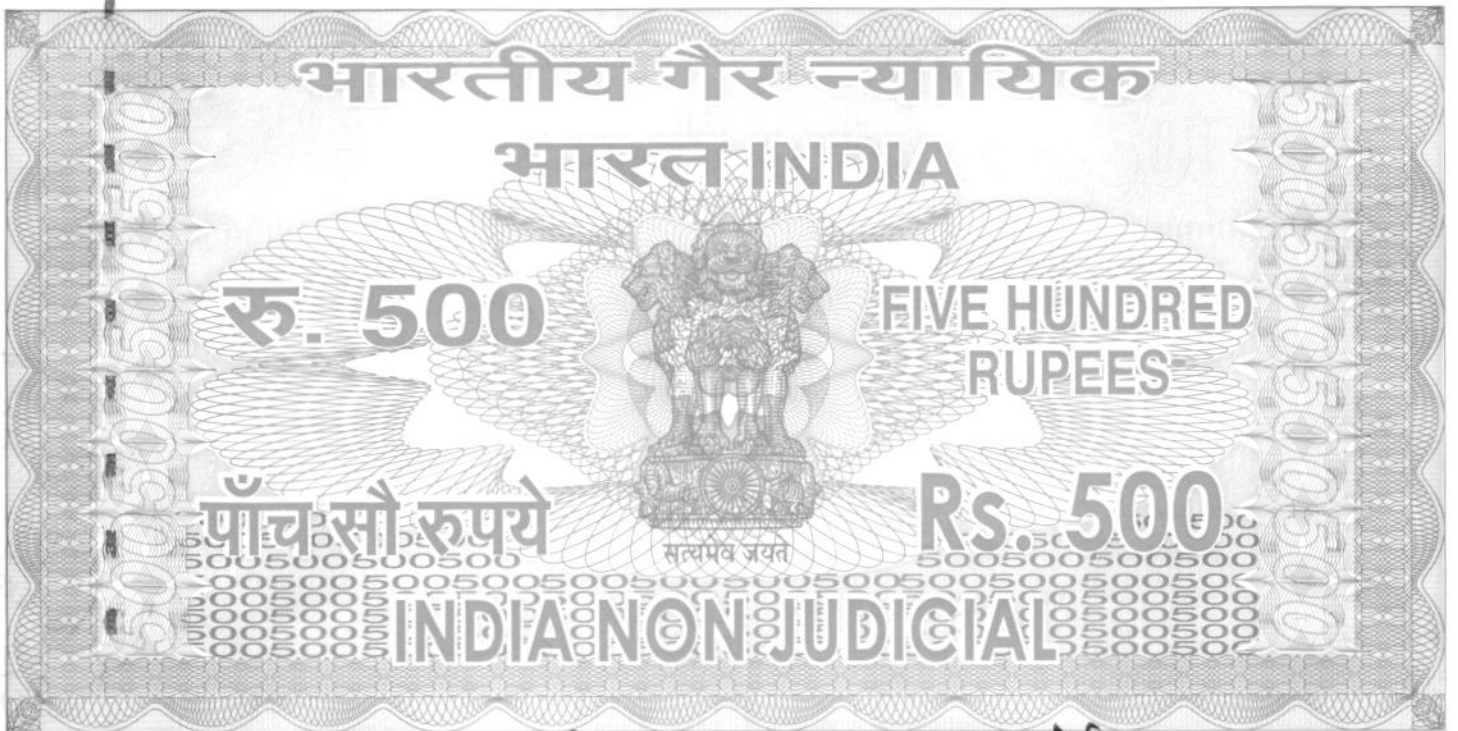 भारतीय गैर न्यायिक
भारत INDIA
रु. 500
FIVE HUNDRED
RUPEES
पाँच सौ रुपये
Rs. 500
सत्यमेव जयते
INDIA NON JUDICIAL